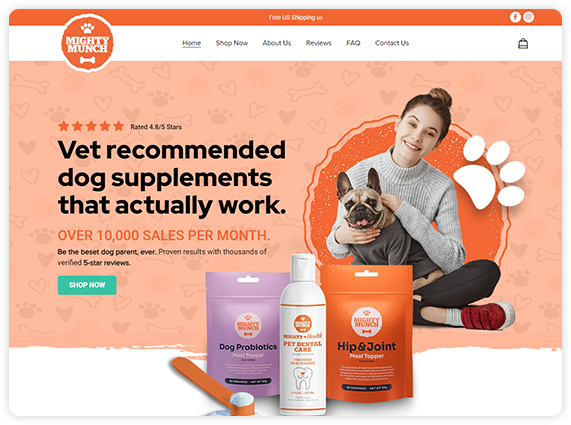 Free US Shipping us
MIGHTY
MUNCH
Home
Shop Now
About Us
Reviews
FAQ
Contact Us
Rated 4.8/5 Stars
Vet recommended
dog supplements
that actually work.
OVER 10,000 SALES PER MONTH.
Be the beset dog parent, ever. Proven results with thousands of
verified 5-star reviews.
SHOP NOW
MIGHTY
MUNCH
Dog Probiotics
Meal Topper
MIGHTY Health
PET DENTAL
CARE
MIGHTY
MUNCH
Hip & Joint
Meal Topper